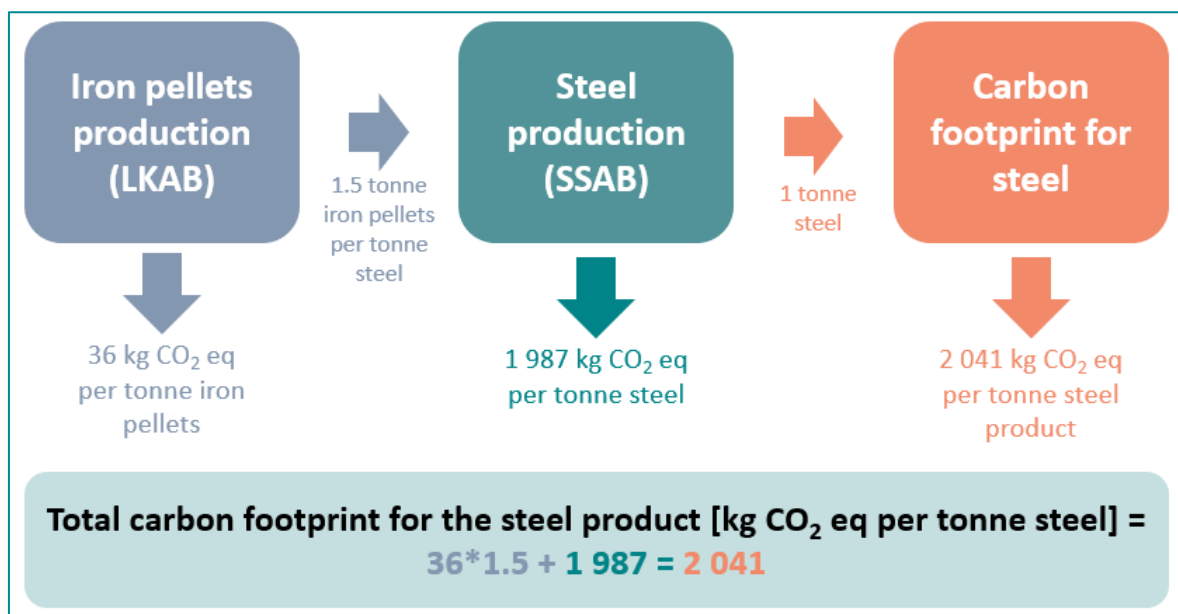 Iron pellets
production
(LKAB)
1.5 tonne
iron pellets
per tonne
steel
Steel
production
(SSAB)
1 tonne
steel
Carbon
footprint for
steel
36 kg CO₂ eq
per tonne iron
pellets
1 987 kg CO₂ eq
per tonne steel
2 041 kg CO₂ eq
per tonne steel
product
Total carbon footprint for the steel product [kg CO₂ eq per tonne steel] =
36*1.5 + 1 987 = 2 041